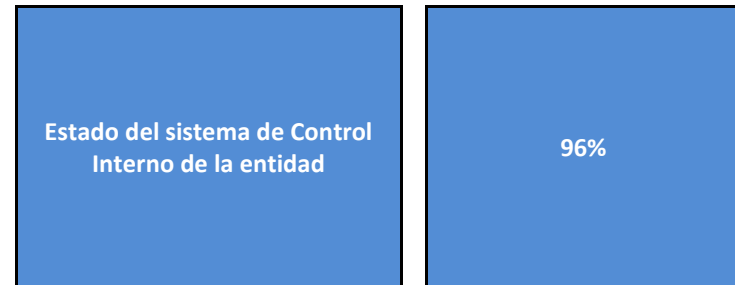 Estado del sistema de Control
Interno de la entidad
96%